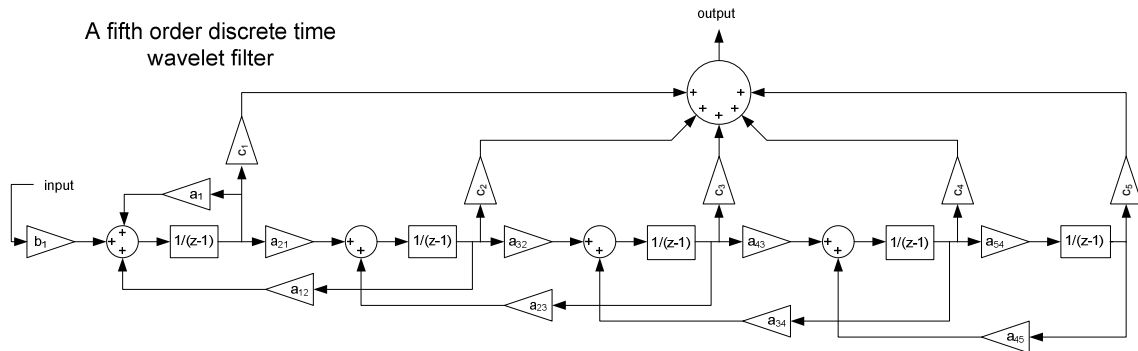 A fifth order discrete time
wavelet filter
output
+ + + + +
c₁
c₂
c₃
c₄
c₅
input
a₁
b₁
+ + +
1/(z-1)
a₂₁
+ +
1/(z-1)
a₃₂
+ +
1/(z-1)
a₄₃
+ +
1/(z-1)
a₅₄
1/(z-1)
a₁₂
a₂₃
a₃₄
a₄₅